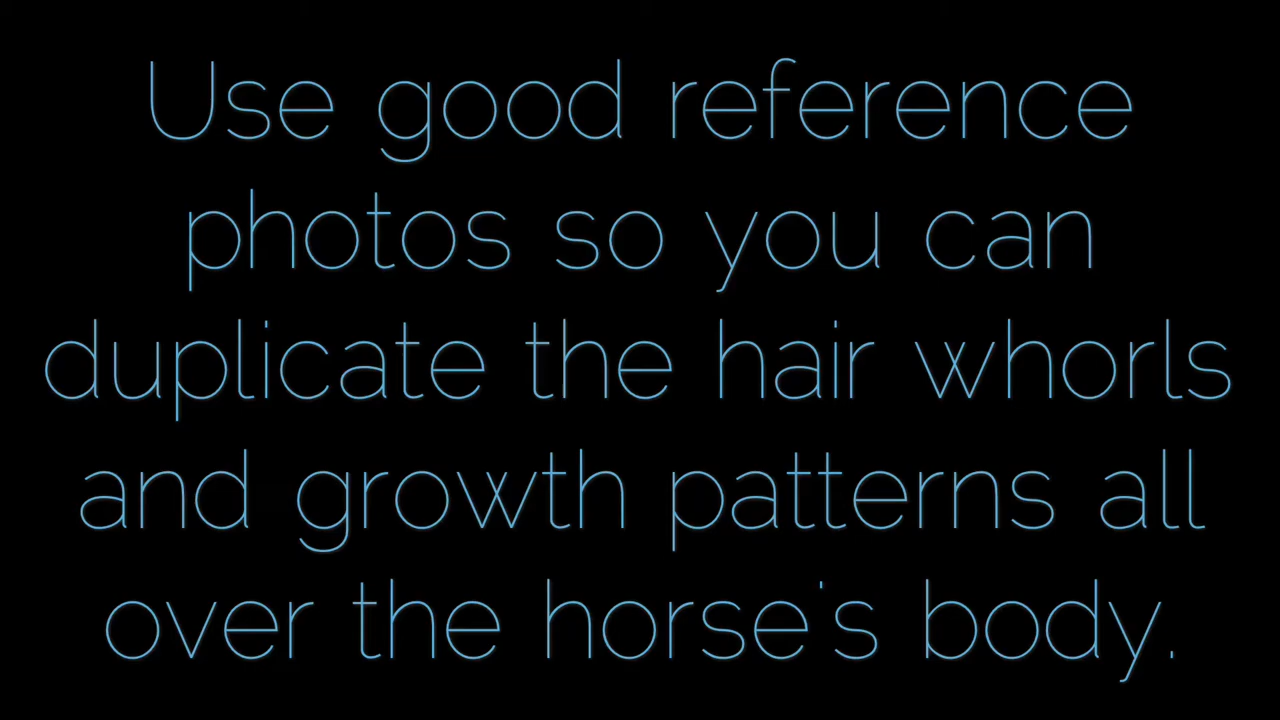 Use good reference
photos so you can
duplicate the hair whorls
and growth patterns all
over the horse's body.